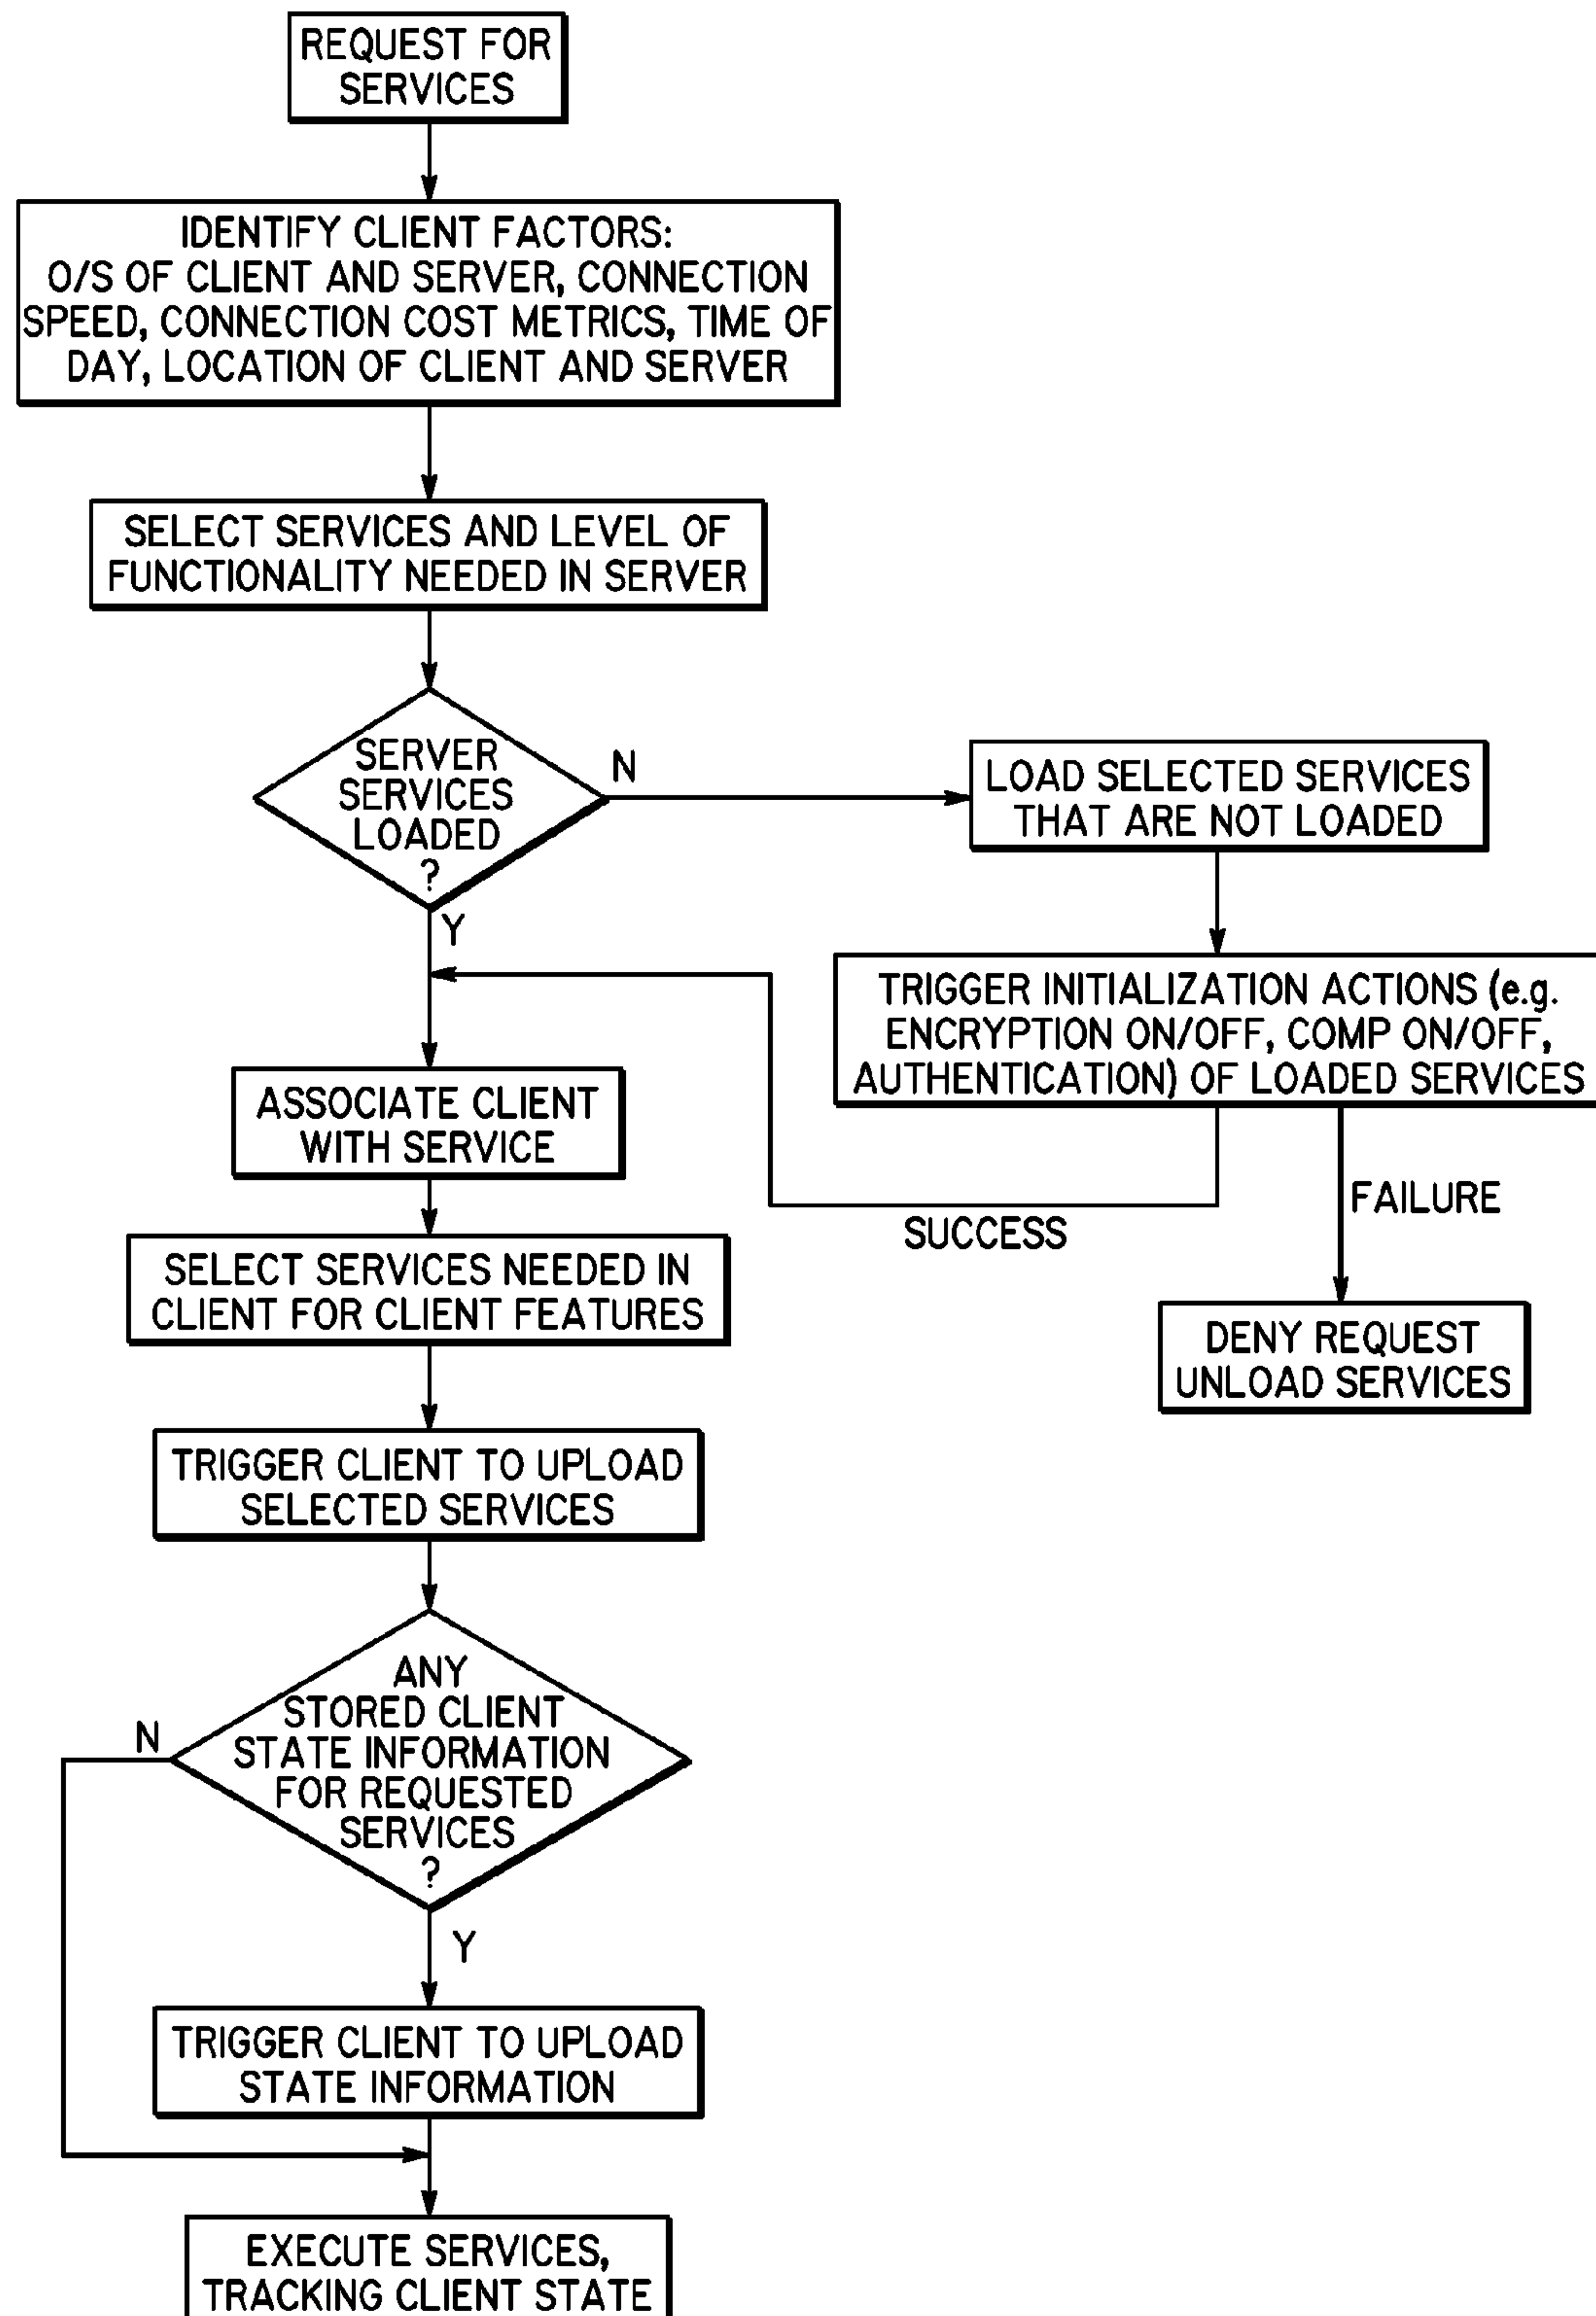 REQUEST FOR
SERVICES
IDENTIFY CLIENT FACTORS:
O/S OF CLIENT AND SERVER, CONNECTION
SPEED, CONNECTION COST METRICS, TIME OF
DAY, LOCATION OF CLIENT AND SERVER
SELECT SERVICES AND LEVEL OF
FUNCTIONALITY NEEDED IN SERVER
SERVER
SERVICES
LOADED
?
N
Y
LOAD SELECTED SERVICES
THAT ARE NOT LOADED
TRIGGER INITIALIZATION ACTIONS (e.g.
ENCRYPTION ON/OFF, COMP ON/OFF,
AUTHENTICATION) OF LOADED SERVICES
SUCCESS
FAILURE
DENY REQUEST
UNLOAD SERVICES
ASSOCIATE CLIENT
WITH SERVICE
SELECT SERVICES NEEDED IN
CLIENT FOR CLIENT FEATURES
TRIGGER CLIENT TO UPLOAD
SELECTED SERVICES
ANY
STORED CLIENT
STATE INFORMATION
FOR REQUESTED
SERVICES
?
N
Y
TRIGGER CLIENT TO UPLOAD
STATE INFORMATION
EXECUTE SERVICES,
TRACKING CLIENT STATE